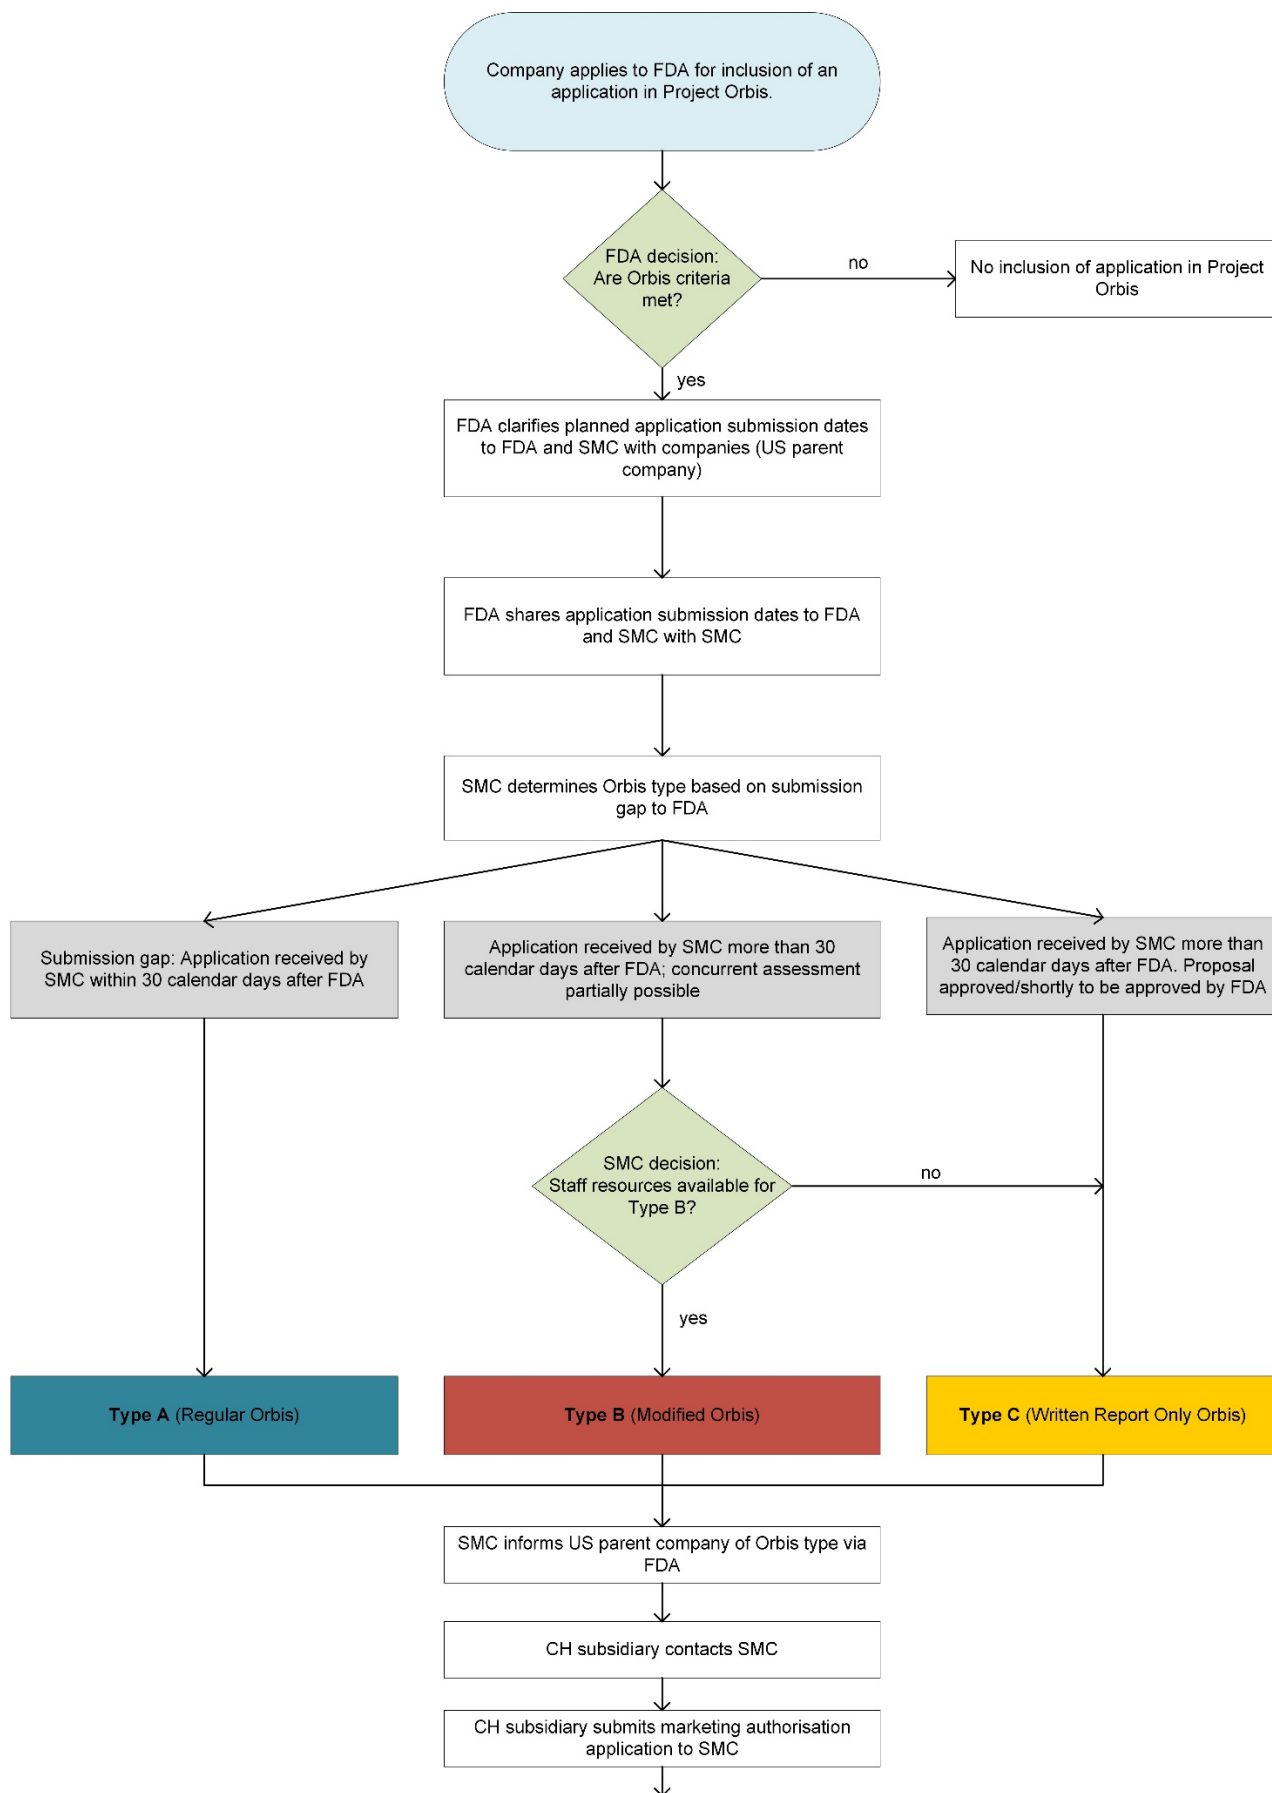 Company applies to FDA for inclusion of an
application in Project Orbis.
FDA decision:
Are Orbis criteria
met?
no
No inclusion of application in Project
Orbis
yes
FDA clarifies planned application submission dates
to FDA and SMC with companies (US parent
company)
FDA shares application submission dates to FDA
and SMC with SMC
SMC determines Orbis type based on submission
gap to FDA
Submission gap: Application received by
SMC within 30 calendar days after FDA
Application received by SMC more than 30
calendar days after FDA; concurrent assessment
partially possible
Application received by SMC more than
30 calendar days after FDA. Proposal
approved/shortly to be approved by FDA
SMC decision:
Staff resources available for
Type B?
no
yes
Type A (Regular Orbis)
Type B (Modified Orbis)
Type C (Written Report Only Orbis)
SMC informs US parent company of Orbis type via
FDA
CH subsidiary contacts SMC
CH subsidiary submits marketing authorisation
application to SMC